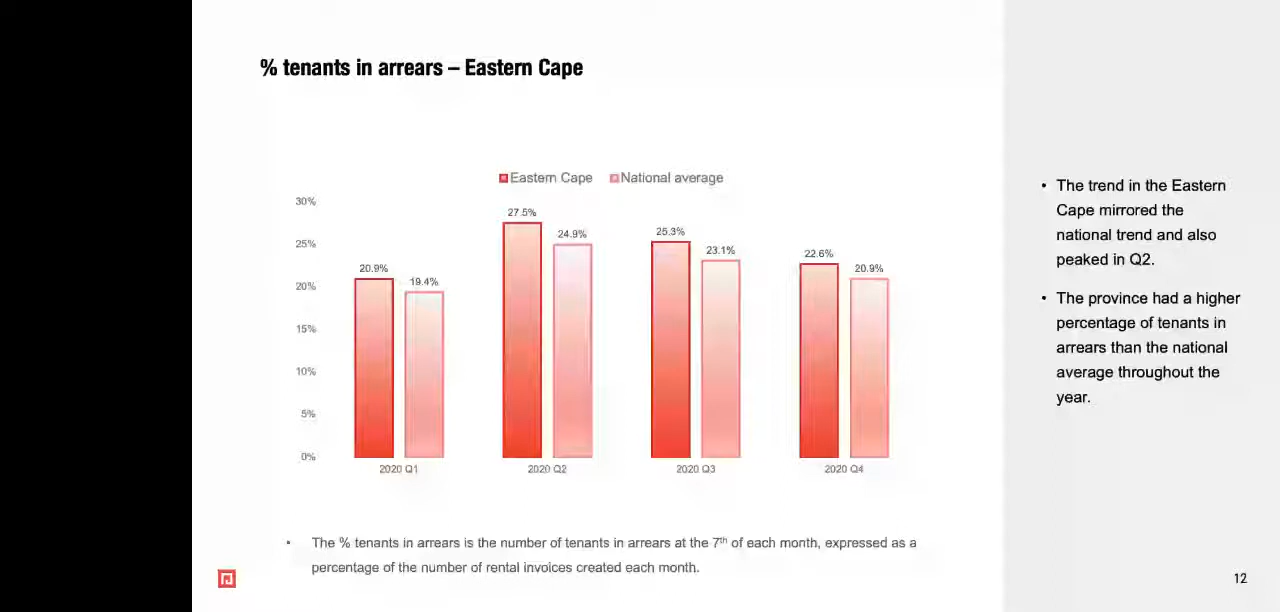 % tenants in arrears – Eastern Cape
Eastern Cape National average
30%
25%
20%
15%
10%
5%
0%
20.9%
19.4%
27.5%
24.9%
25.3%
23.1%
22.6%
20.9%
2020 Q1
2020 Q2
2020 Q3
2020 Q4
• The % tenants in arrears is the number of tenants in arrears at the 7th of each month, expressed as a
percentage of the number of rental invoices created each month.
• The trend in the Eastern
Cape mirrored the
national trend and also
peaked in Q2.
• The province had a higher
percentage of tenants in
arrears than the national
average throughout the
year.
12